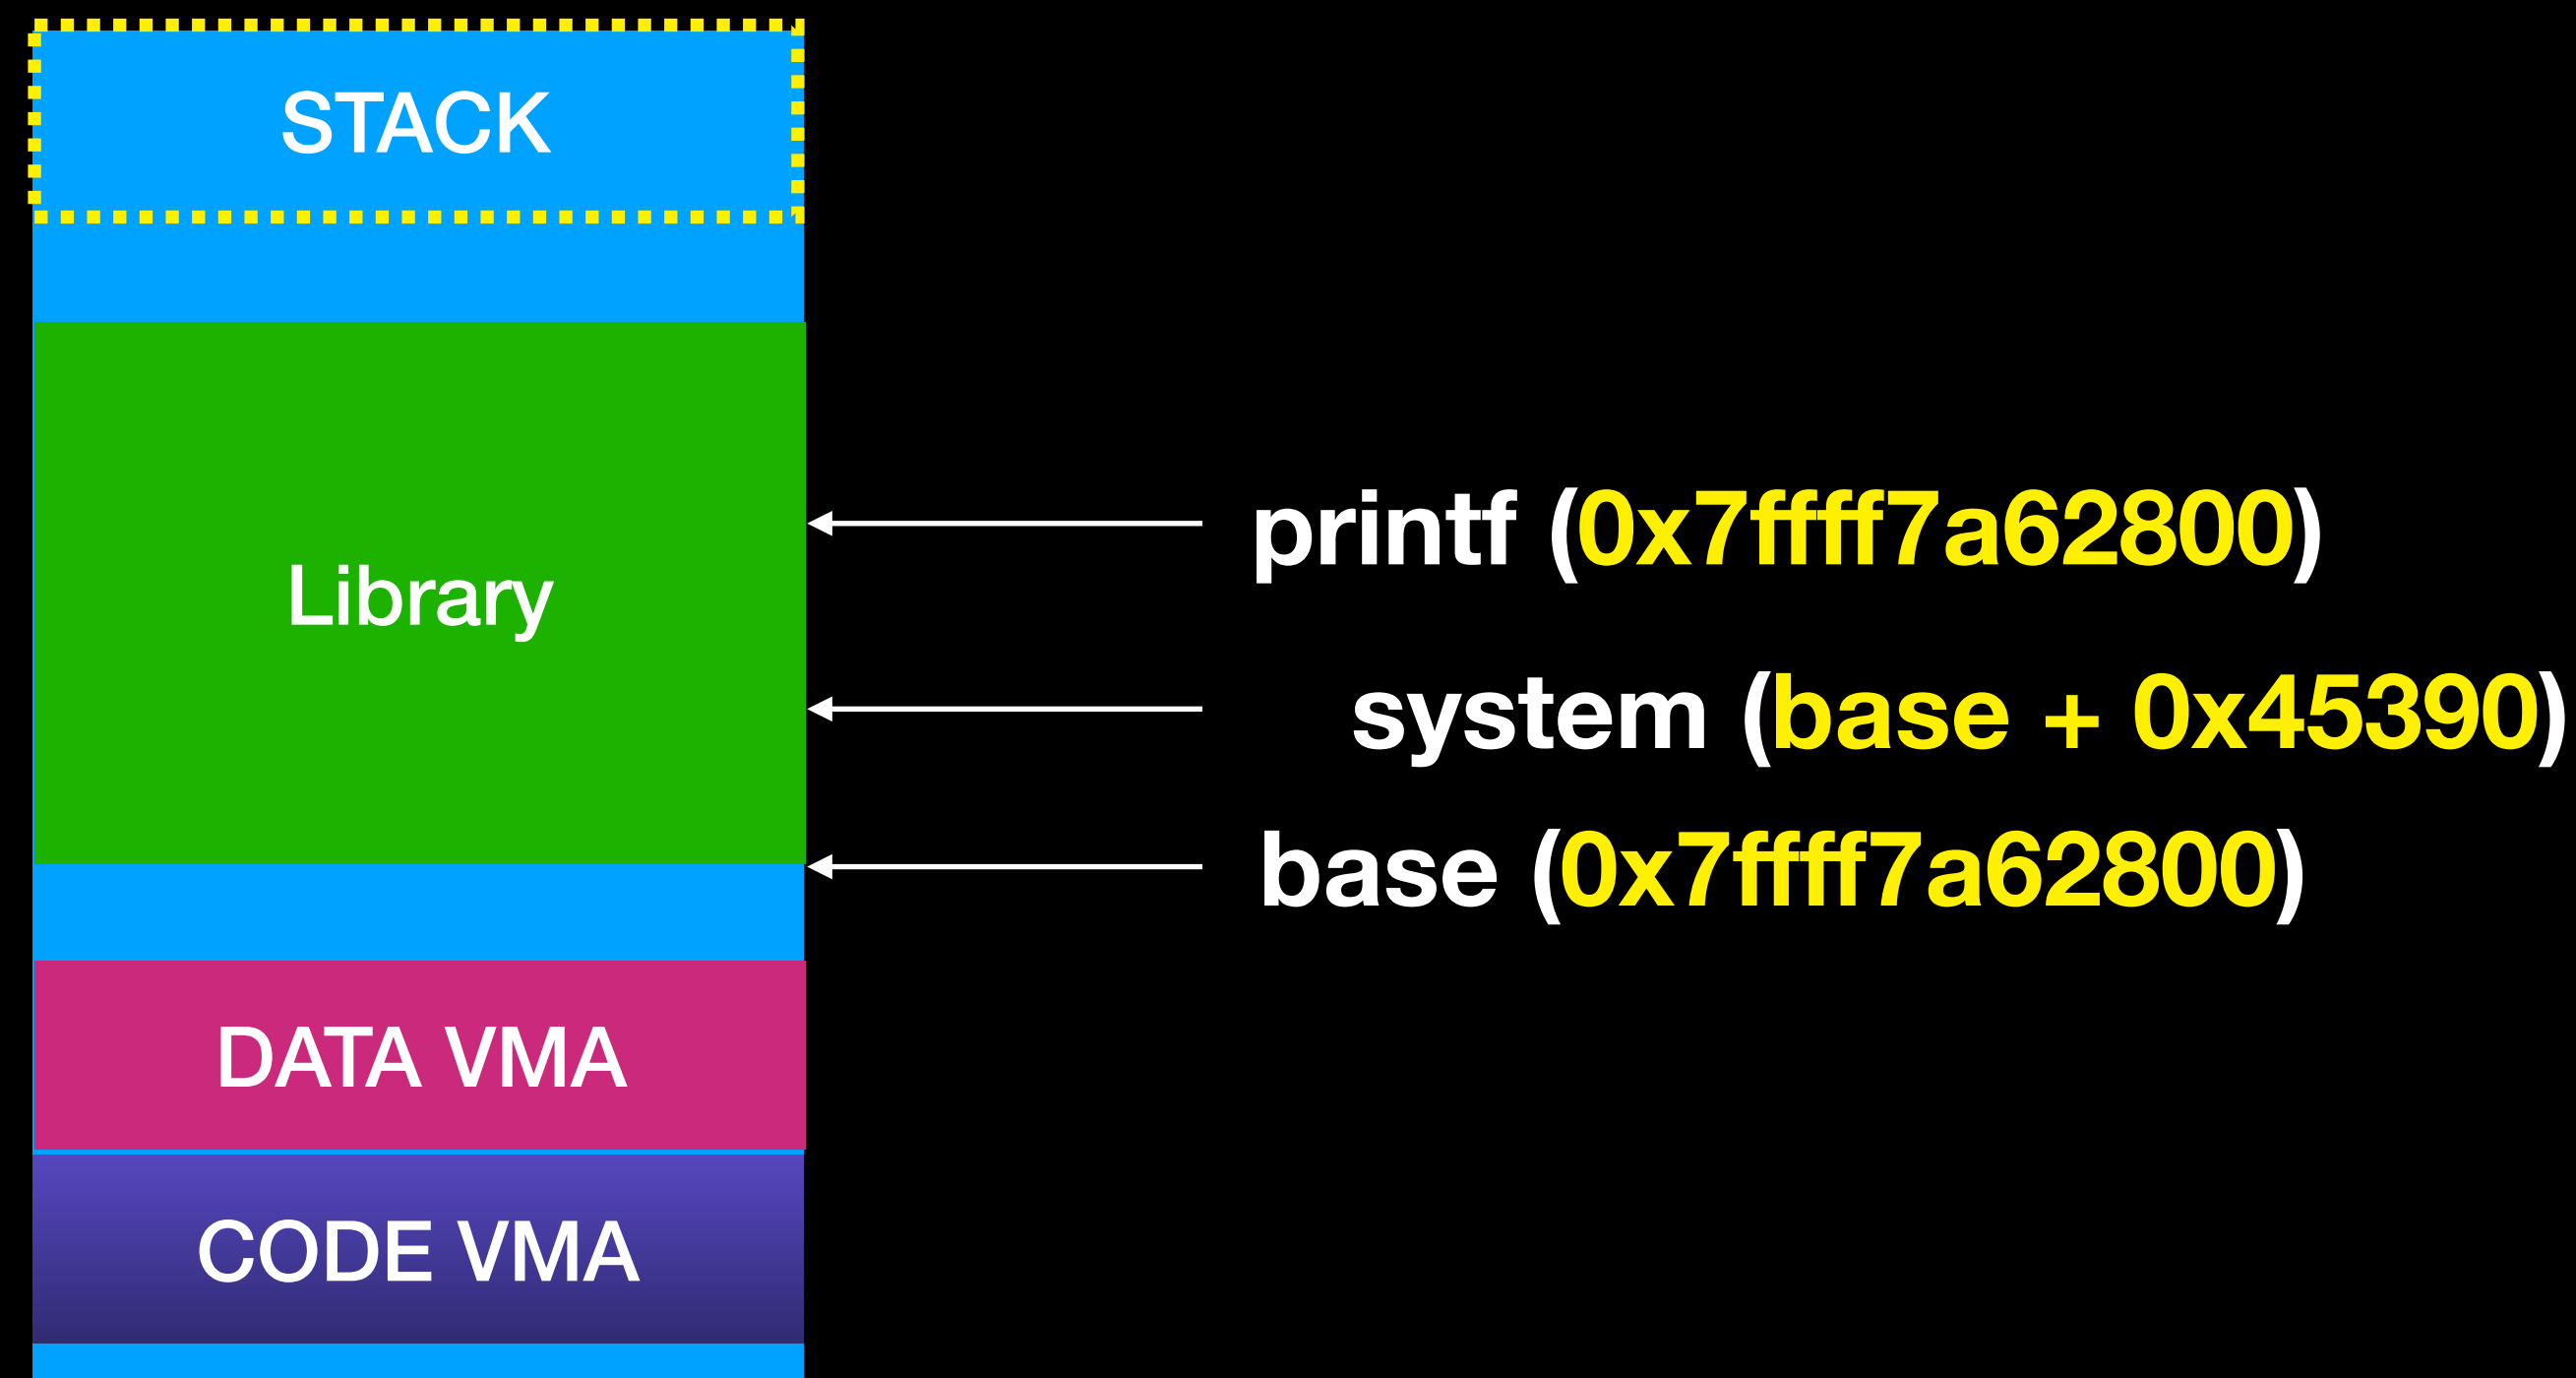 STACK
printf (0x7ffff7a62800)
Library
system (base + 0x45390)
base (0x7ffff7a62800)
DATA VMA
CODE VMA